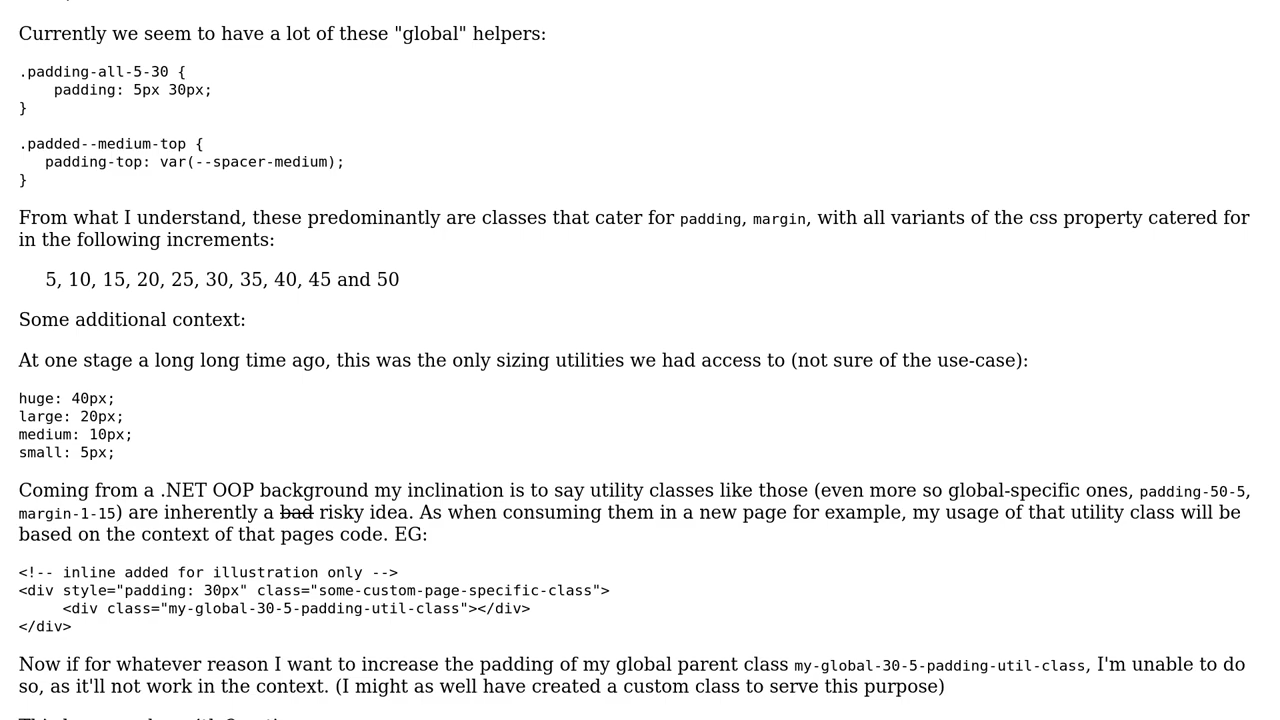 Currently we seem to have a lot of these "global" helpers:
.padding-all-5-30 {
    padding: 5px 30px;
}
.padded--medium-top {
   padding-top: var(--spacer-medium);
}
From what I understand, these predominantly are classes that cater for padding, margin, with all variants of the css property catered for
in the following increments:
5, 10, 15, 20, 25, 30, 35, 40, 45 and 50
Some additional context:
At one stage a long long time ago, this was the only sizing utilities we had access to (not sure of the use-case):
huge: 40px;
large: 20px;
medium: 10px;
small: 5px;
Coming from a .NET OOP background my inclination is to say utility classes like those (even more so global-specific ones, padding-50-5,
margin-1-15) are inherently a bad risky idea. As when consuming them in a new page for example, my usage of that utility class will be
based on the context of that pages code. EG:
<!-- inline added for illustration only -->
<div style="padding: 30px" class="some-custom-page-specific-class">
     <div class="my-global-30-5-padding-util-class"></div>
</div>
Now if for whatever reason I want to increase the padding of my global parent class my-global-30-5-padding-util-class, I'm unable to do
so, as it'll not work in the context. (I might as well have created a custom class to serve this purpose)